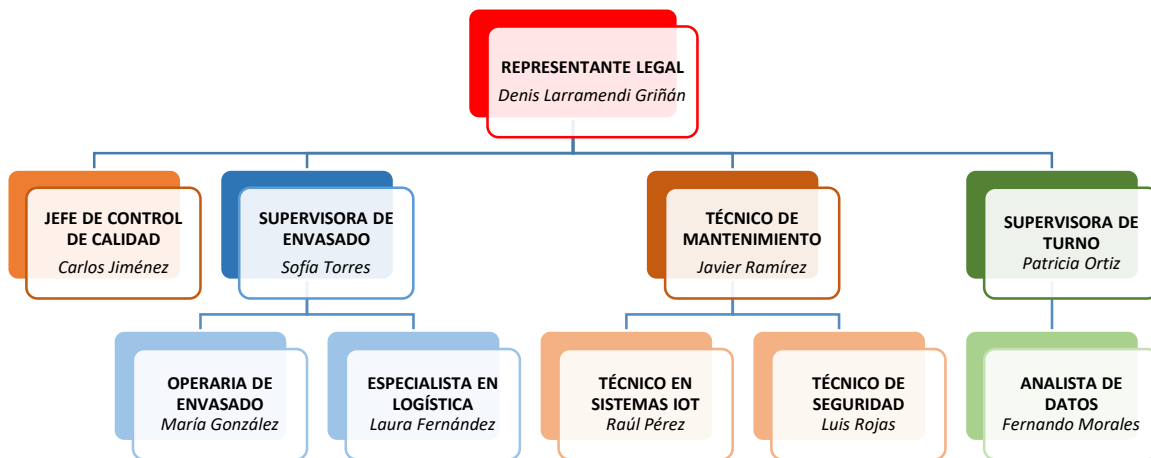 REPRESENTANTE LEGAL
Denis Larramendi Griñán
JEFE DE CONTROL
DE CALIDAD
Carlos Jiménez
SUPERVISORA DE
ENVASADO
Sofía Torres
TÉCNICO DE
MANTENIMIENTO
Javier Ramírez
SUPERVISORA DE
TURNO
Patricia Ortiz
OPERARIA DE
ENVASADO
María González
ESPECIALISTA EN
LOGÍSTICA
Laura Fernández
TÉCNICO EN
SISTEMAS IOT
Raúl Pérez
TÉCNICO DE
SEGURIDAD
Luis Rojas
ANALISTA DE
DATOS
Fernando Morales